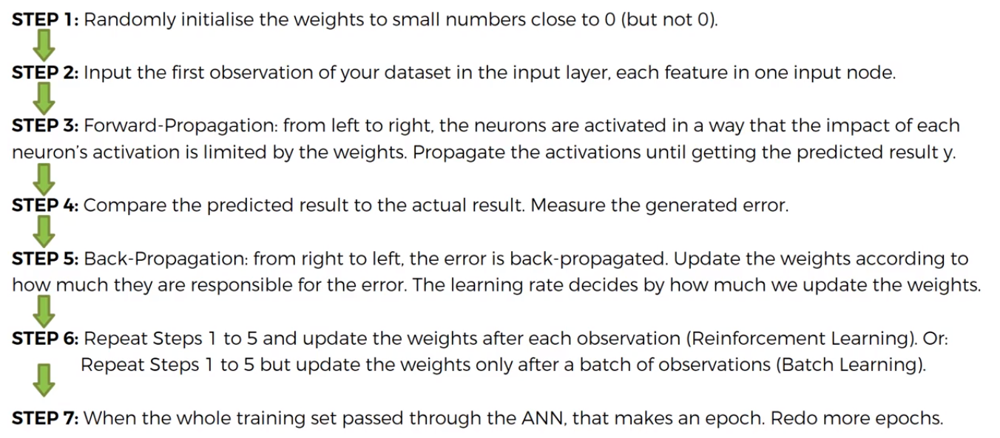 STEP 1: Randomly initialise the weights to small numbers close to 0 (but not 0).
STEP 2: Input the first observation of your dataset in the input layer, each feature in one input node.
STEP 3: Forward-Propagation: from left to right, the neurons are activated in a way that the impact of each
neuron's activation is limited by the weights. Propagate the activations until getting the predicted result y.
STEP 4: Compare the predicted result to the actual result. Measure the generated error.
STEP 5: Back-Propagation: from right to left, the error is back-propagated. Update the weights according to
how much they are responsible for the error. The learning rate decides by how much we update the weights.
STEP 6: Repeat Steps 1 to 5 and update the weights after each observation (Reinforcement Learning). Or:
Repeat Steps 1 to 5 but update the weights only after a batch of observations (Batch Learning).
STEP 7: When the whole training set passed through the ANN, that makes an epoch. Redo more epochs.